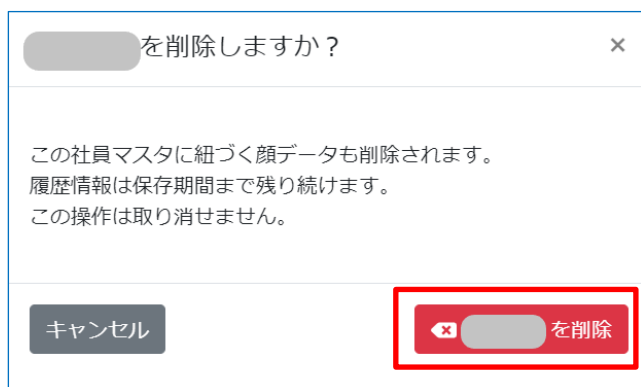 を削除しますか？
×
この社員マスタに紐づく顔データも削除されます。
履歴情報は保存期間まで残り続けます。
この操作は取り消せません。
キャンセル
を削除